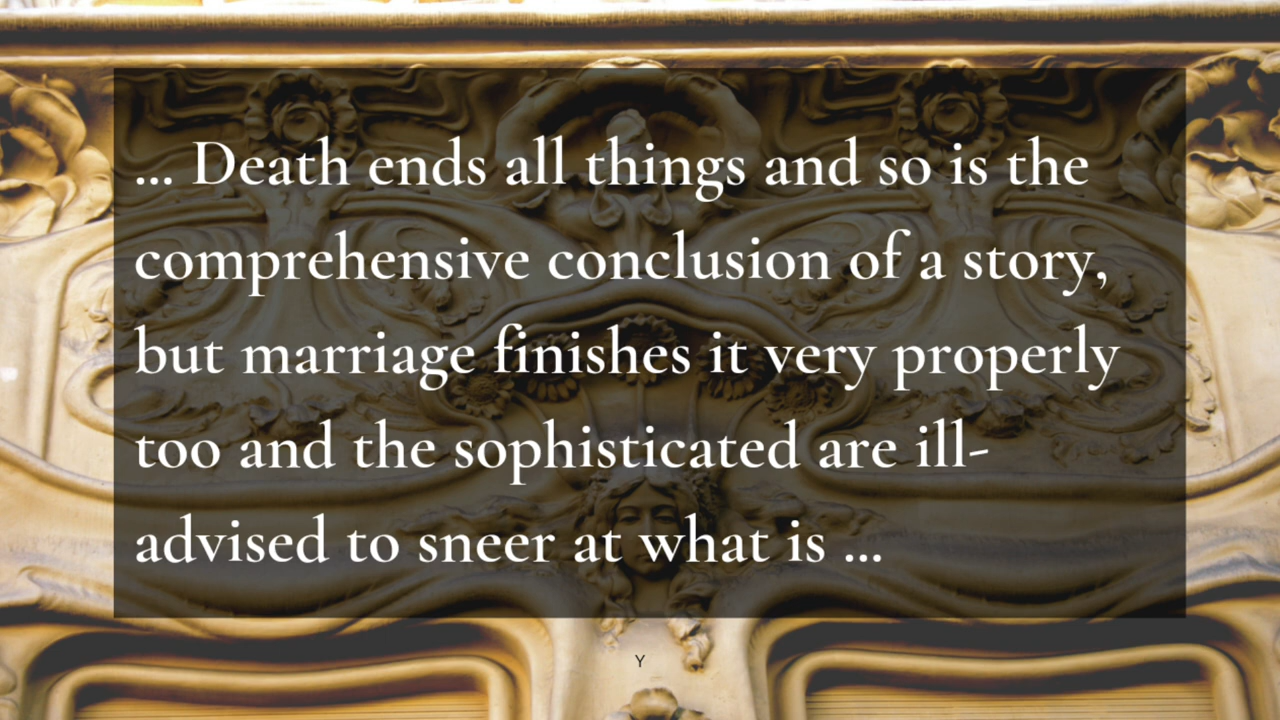 ... Death ends all things and so is the
comprehensive conclusion of a story,
but marriage finishes it very properly
too and the sophisticated are ill-
advised to sneer at what is ...
Y